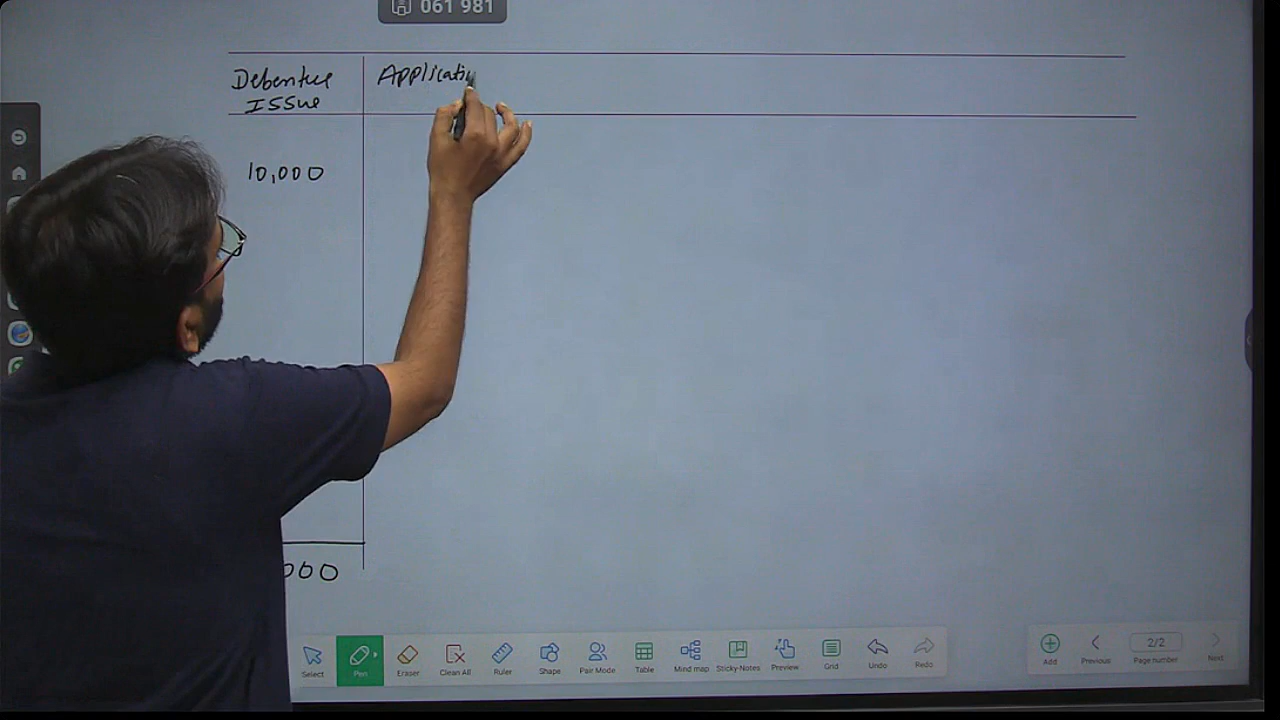 061 981
Debenture Applicati
Issue
10,000
000
Select Pen Eraser Clean All Ruler Shape Pair Mode Table Mind map Sticky-Notes Preview Grid Undo Redo Add Previous 2/2 Page number Next